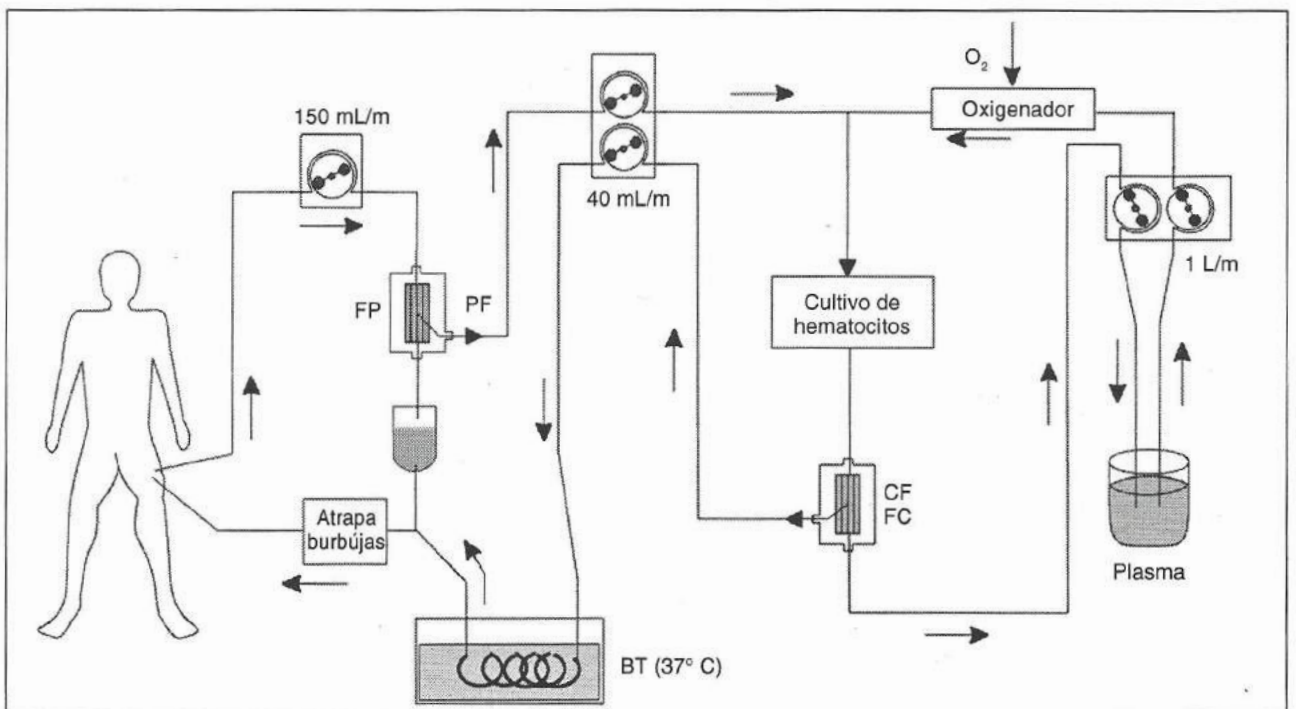 O₂
Oxigenador
150 mL/m
40 mL/m
1 L/m
FP
PF
Cultivo de
hematocitos
CF
FC
Atrapa
burbújas
Plasma
BT (37° C)